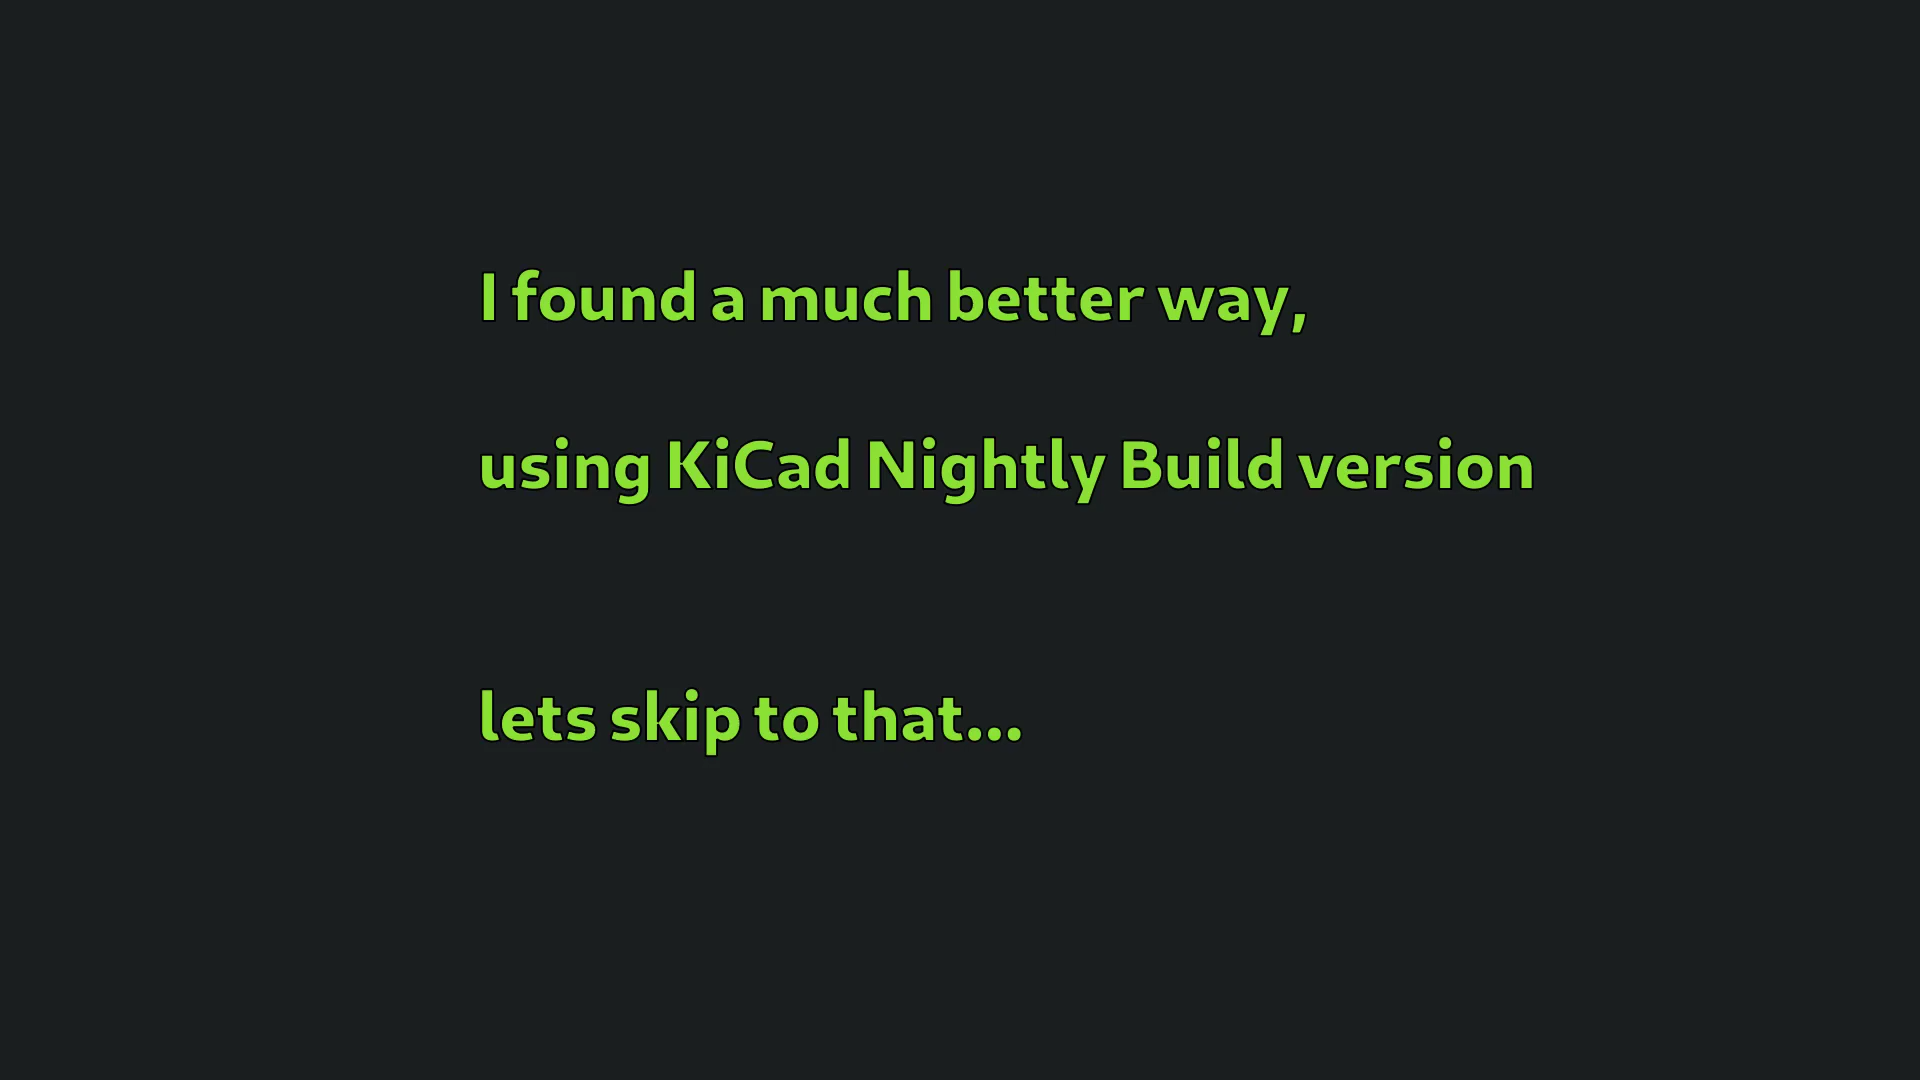 I found a much better way,
using KiCad Nightly Build version
lets skip to that...